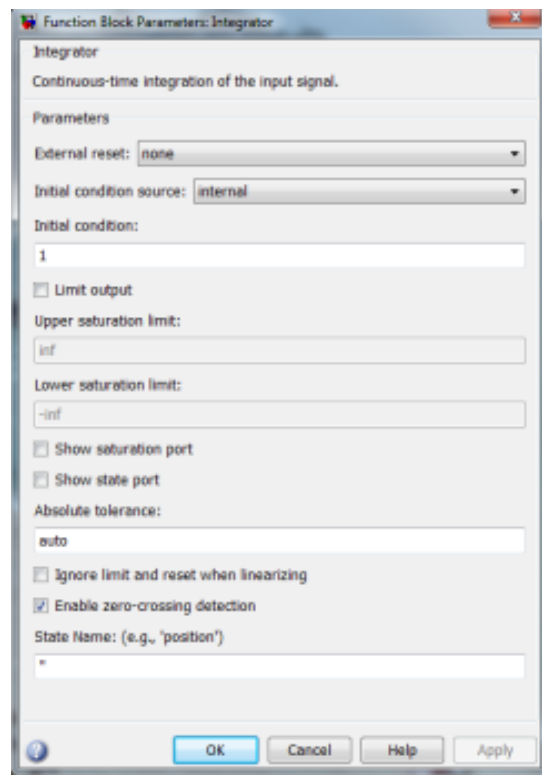 Function Block Parameters: Integrator
Integrator
Continuous-time integration of the input signal.
Parameters
External reset: none
Initial condition source: internal
Initial condition:
1
Limit output
Upper saturation limit:
inf
Lower saturation limit:
-inf
Show saturation port
Show state port
Absolute tolerance:
auto
Ignore limit and reset when linearizing
Enable zero-crossing detection
State Name: (e.g., 'position')
''
OK Cancel Help Apply